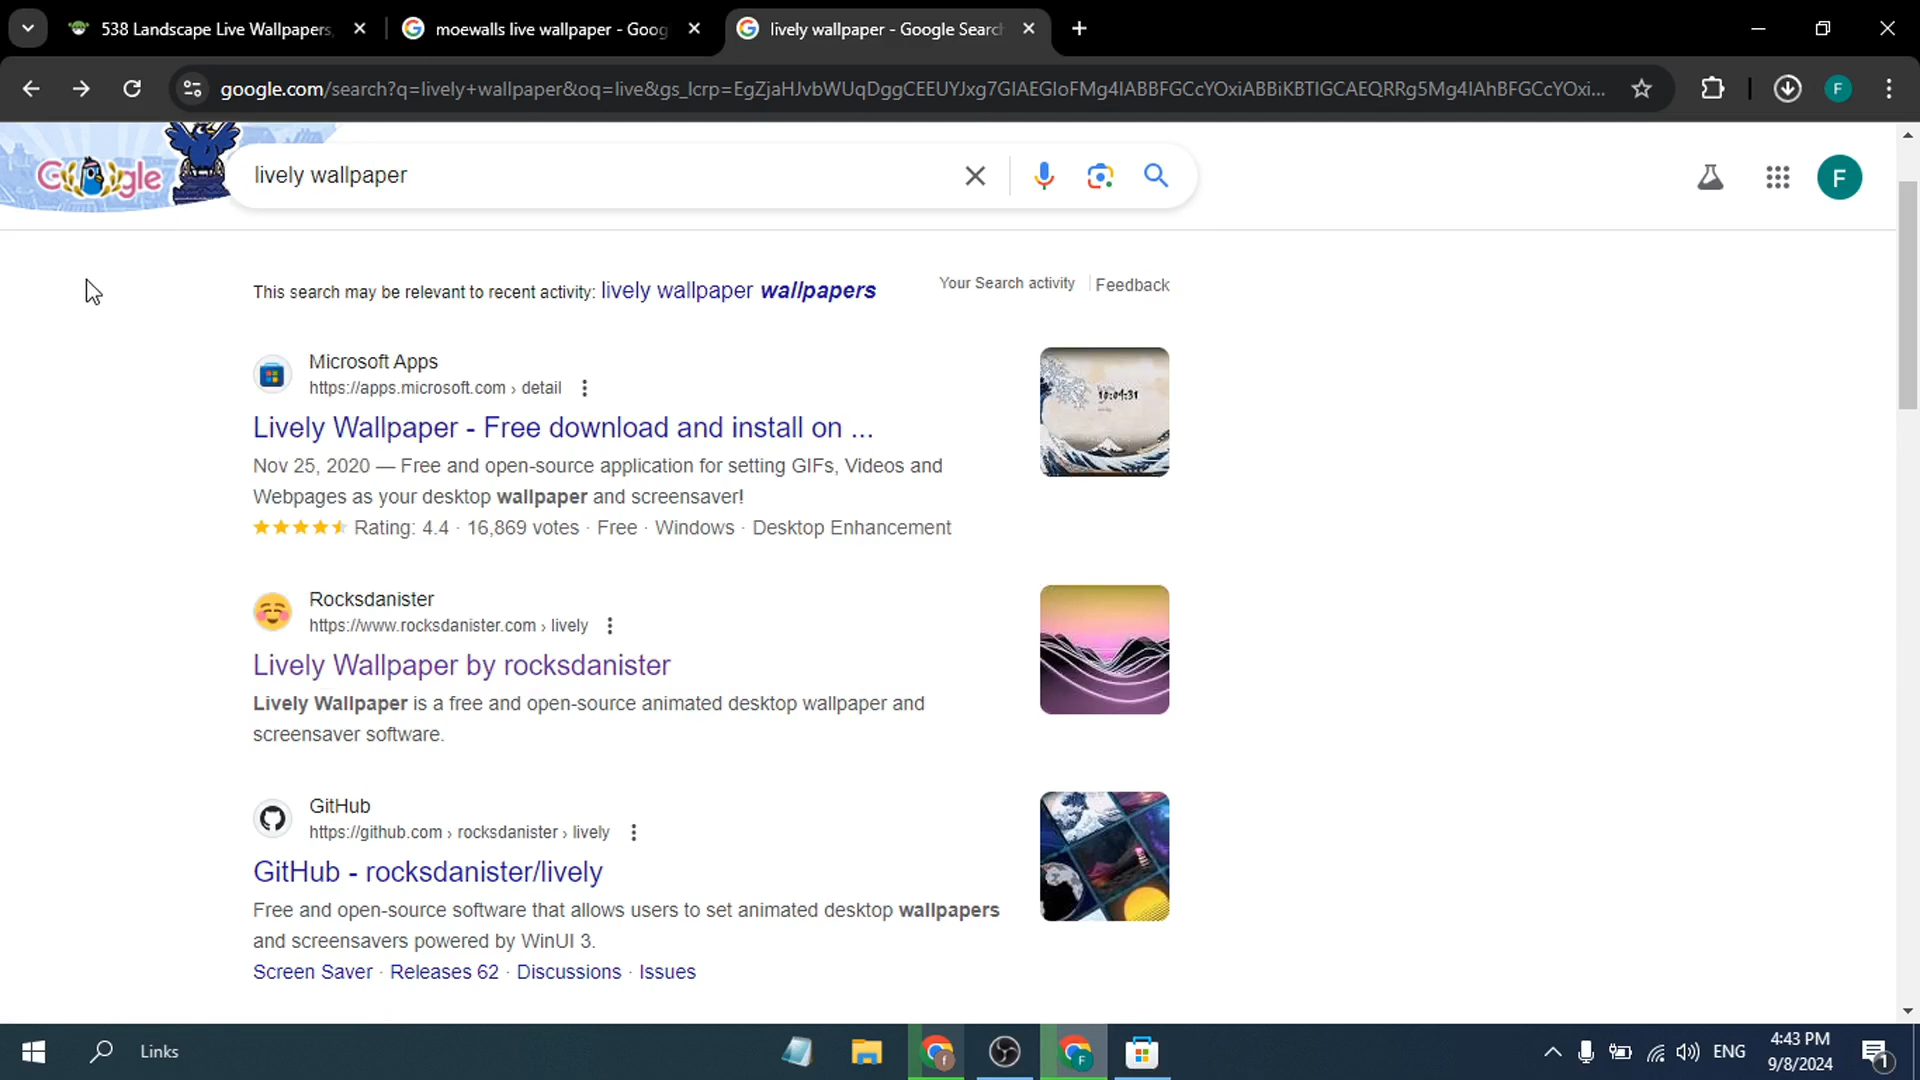 538 Landscape Live Wallpapers,
moewalls live wallpaper - Goog
lively wallpaper - Google Searc
google.com/search?q=lively+wallpaper&oq=live&gs_lcrp=EgZjaHJvbWUqDggCEEUYJxg7GIAEGIoFMg4IABBFGCcYOxiABBiKBTIGCAEQRRg5Mg4IAhBFGCcYOxi...
F
Google
lively wallpaper
F
This search may be relevant to recent activity: lively wallpaper wallpapers
Your Search activity
Feedback
Microsoft Apps
https://apps.microsoft.com › detail
Lively Wallpaper - Free download and install on ...
Nov 25, 2020 — Free and open-source application for setting GIFs, Videos and
Webpages as your desktop wallpaper and screensaver!
Rating: 4.4 · 16,869 votes · Free · Windows · Desktop Enhancement
Rocksdanister
https://www.rocksdanister.com › lively
Lively Wallpaper by rocksdanister
Lively Wallpaper is a free and open-source animated desktop wallpaper and
screensaver software.
GitHub
https://github.com › rocksdanister › lively
GitHub - rocksdanister/lively
Free and open-source software that allows users to set animated desktop wallpapers
and screensavers powered by WinUI 3.
Screen Saver · Releases 62 · Discussions · Issues
Links
f
F
ENG
4:43 PM
9/8/2024
1